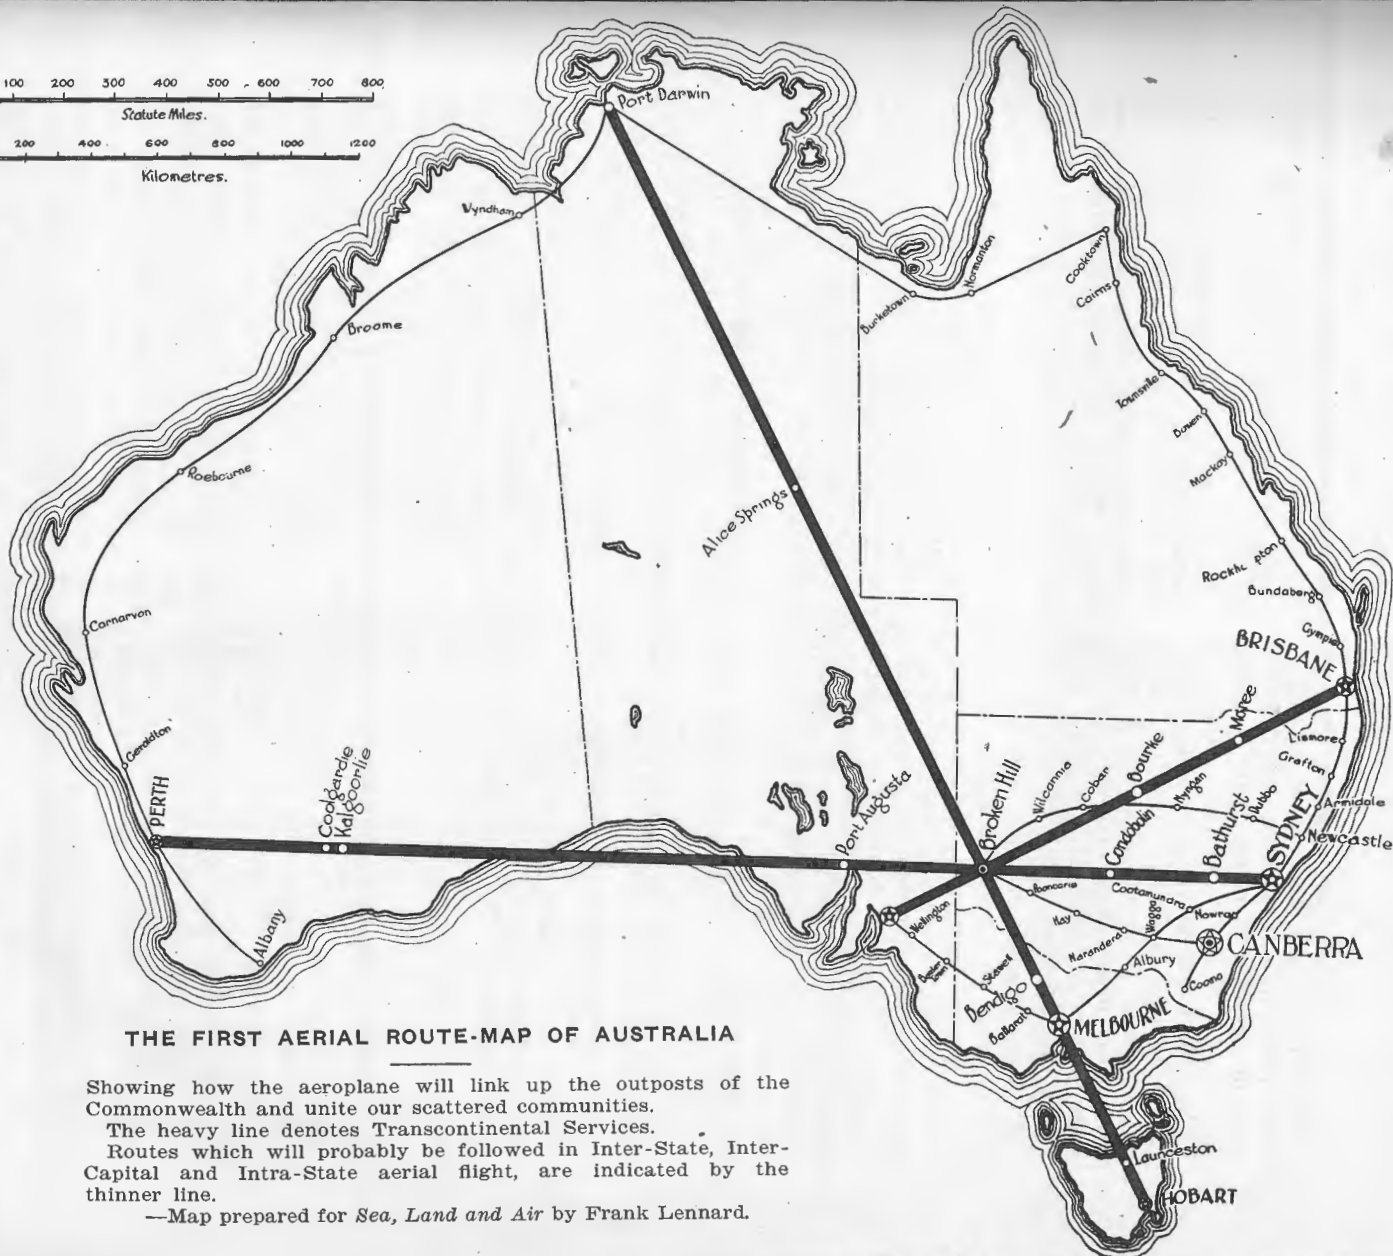 100 200 300 400 500 600 700 800
Statute Miles.
200 400 600 800 1000 1200
Kilometres.
Port Darwin
Wyndham
Normanton
Cooktown
Burketown
Cairns
Broome
Townsville
Bowen
Mackay
Roebourne
Alice Springs
Rockh pton
Bundaberg
Carnarvon
Gympie
BRISBANE
Moree
Lismore
Geraldton
Bourke
Grafton
PERTH
Coolgardie
Kalgoorlie
Port Augusta
Broken Hill
Wilcannia
Cobar
Nyngan
Dubbo
Armidale
Condobolin
Bathurst
SYDNEY
Newcastle
Cootamundra
Nowra
Wellington
Hay
Wagga
Narandera
CANBERRA
Albany
Stawell
Albury
Cooma
Bendigo
Ballarat
MELBOURNE
THE FIRST AERIAL ROUTE-MAP OF AUSTRALIA
Showing how the aeroplane will link up the outposts of the
Commonwealth and unite our scattered communities.
The heavy line denotes Transcontinental Services.
Routes which will probably be followed in Inter-State, Inter-
Capital and Intra-State aerial flight, are indicated by the
thinner line.
—Map prepared for Sea, Land and Air by Frank Lennard.
Launceston
HOBART